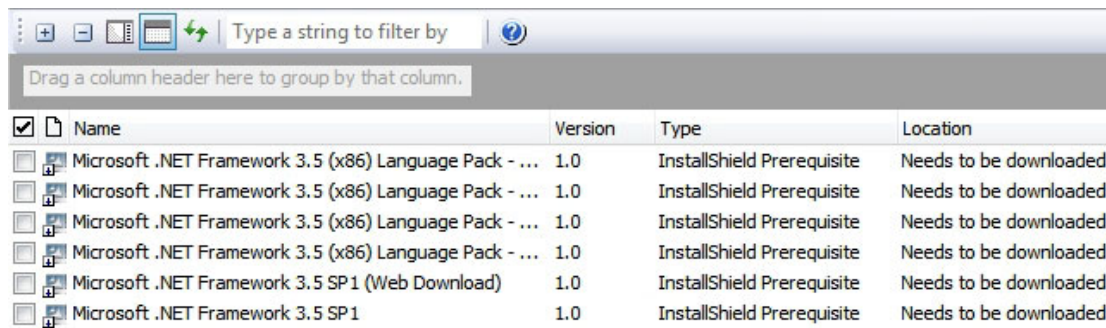 Type a string to filter by
Drag a column header here to group by that column.
Name Version Type Location
Microsoft .NET Framework 3.5 (x86) Language Pack - ... 1.0 InstallShield Prerequisite Needs to be downloaded
Microsoft .NET Framework 3.5 (x86) Language Pack - ... 1.0 InstallShield Prerequisite Needs to be downloaded
Microsoft .NET Framework 3.5 (x86) Language Pack - ... 1.0 InstallShield Prerequisite Needs to be downloaded
Microsoft .NET Framework 3.5 (x86) Language Pack - ... 1.0 InstallShield Prerequisite Needs to be downloaded
Microsoft .NET Framework 3.5 SP1 (Web Download) 1.0 InstallShield Prerequisite Needs to be downloaded
Microsoft .NET Framework 3.5 SP1 1.0 InstallShield Prerequisite Needs to be downloaded